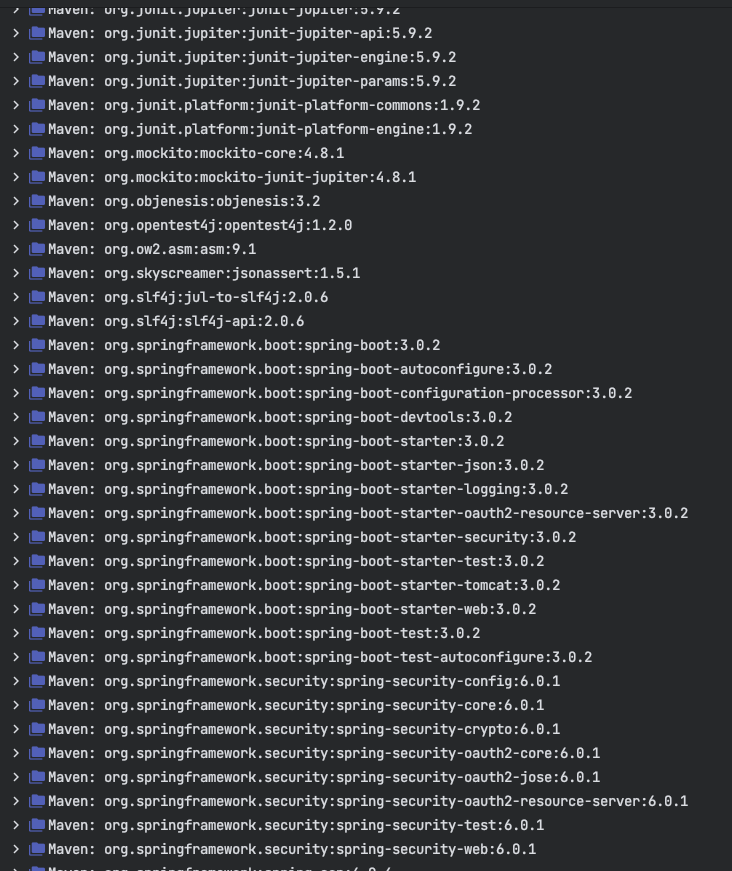 Maven: org.junit.jupiter:junit-jupiter:5.9.2
Maven: org.junit.jupiter:junit-jupiter-api:5.9.2
Maven: org.junit.jupiter:junit-jupiter-engine:5.9.2
Maven: org.junit.jupiter:junit-jupiter-params:5.9.2
Maven: org.junit.platform:junit-platform-commons:1.9.2
Maven: org.junit.platform:junit-platform-engine:1.9.2
Maven: org.mockito:mockito-core:4.8.1
Maven: org.mockito:mockito-junit-jupiter:4.8.1
Maven: org.objenesis:objenesis:3.2
Maven: org.opentest4j:opentest4j:1.2.0
Maven: org.ow2.asm:asm:9.1
Maven: org.skyscreamer:jsonassert:1.5.1
Maven: org.slf4j:jul-to-slf4j:2.0.6
Maven: org.slf4j:slf4j-api:2.0.6
Maven: org.springframework.boot:spring-boot:3.0.2
Maven: org.springframework.boot:spring-boot-autoconfigure:3.0.2
Maven: org.springframework.boot:spring-boot-configuration-processor:3.0.2
Maven: org.springframework.boot:spring-boot-devtools:3.0.2
Maven: org.springframework.boot:spring-boot-starter:3.0.2
Maven: org.springframework.boot:spring-boot-starter-json:3.0.2
Maven: org.springframework.boot:spring-boot-starter-logging:3.0.2
Maven: org.springframework.boot:spring-boot-starter-oauth2-resource-server:3.0.2
Maven: org.springframework.boot:spring-boot-starter-security:3.0.2
Maven: org.springframework.boot:spring-boot-starter-test:3.0.2
Maven: org.springframework.boot:spring-boot-starter-tomcat:3.0.2
Maven: org.springframework.boot:spring-boot-starter-web:3.0.2
Maven: org.springframework.boot:spring-boot-test:3.0.2
Maven: org.springframework.boot:spring-boot-test-autoconfigure:3.0.2
Maven: org.springframework.security:spring-security-config:6.0.1
Maven: org.springframework.security:spring-security-core:6.0.1
Maven: org.springframework.security:spring-security-crypto:6.0.1
Maven: org.springframework.security:spring-security-oauth2-core:6.0.1
Maven: org.springframework.security:spring-security-oauth2-jose:6.0.1
Maven: org.springframework.security:spring-security-oauth2-resource-server:6.0.1
Maven: org.springframework.security:spring-security-test:6.0.1
Maven: org.springframework.security:spring-security-web:6.0.1